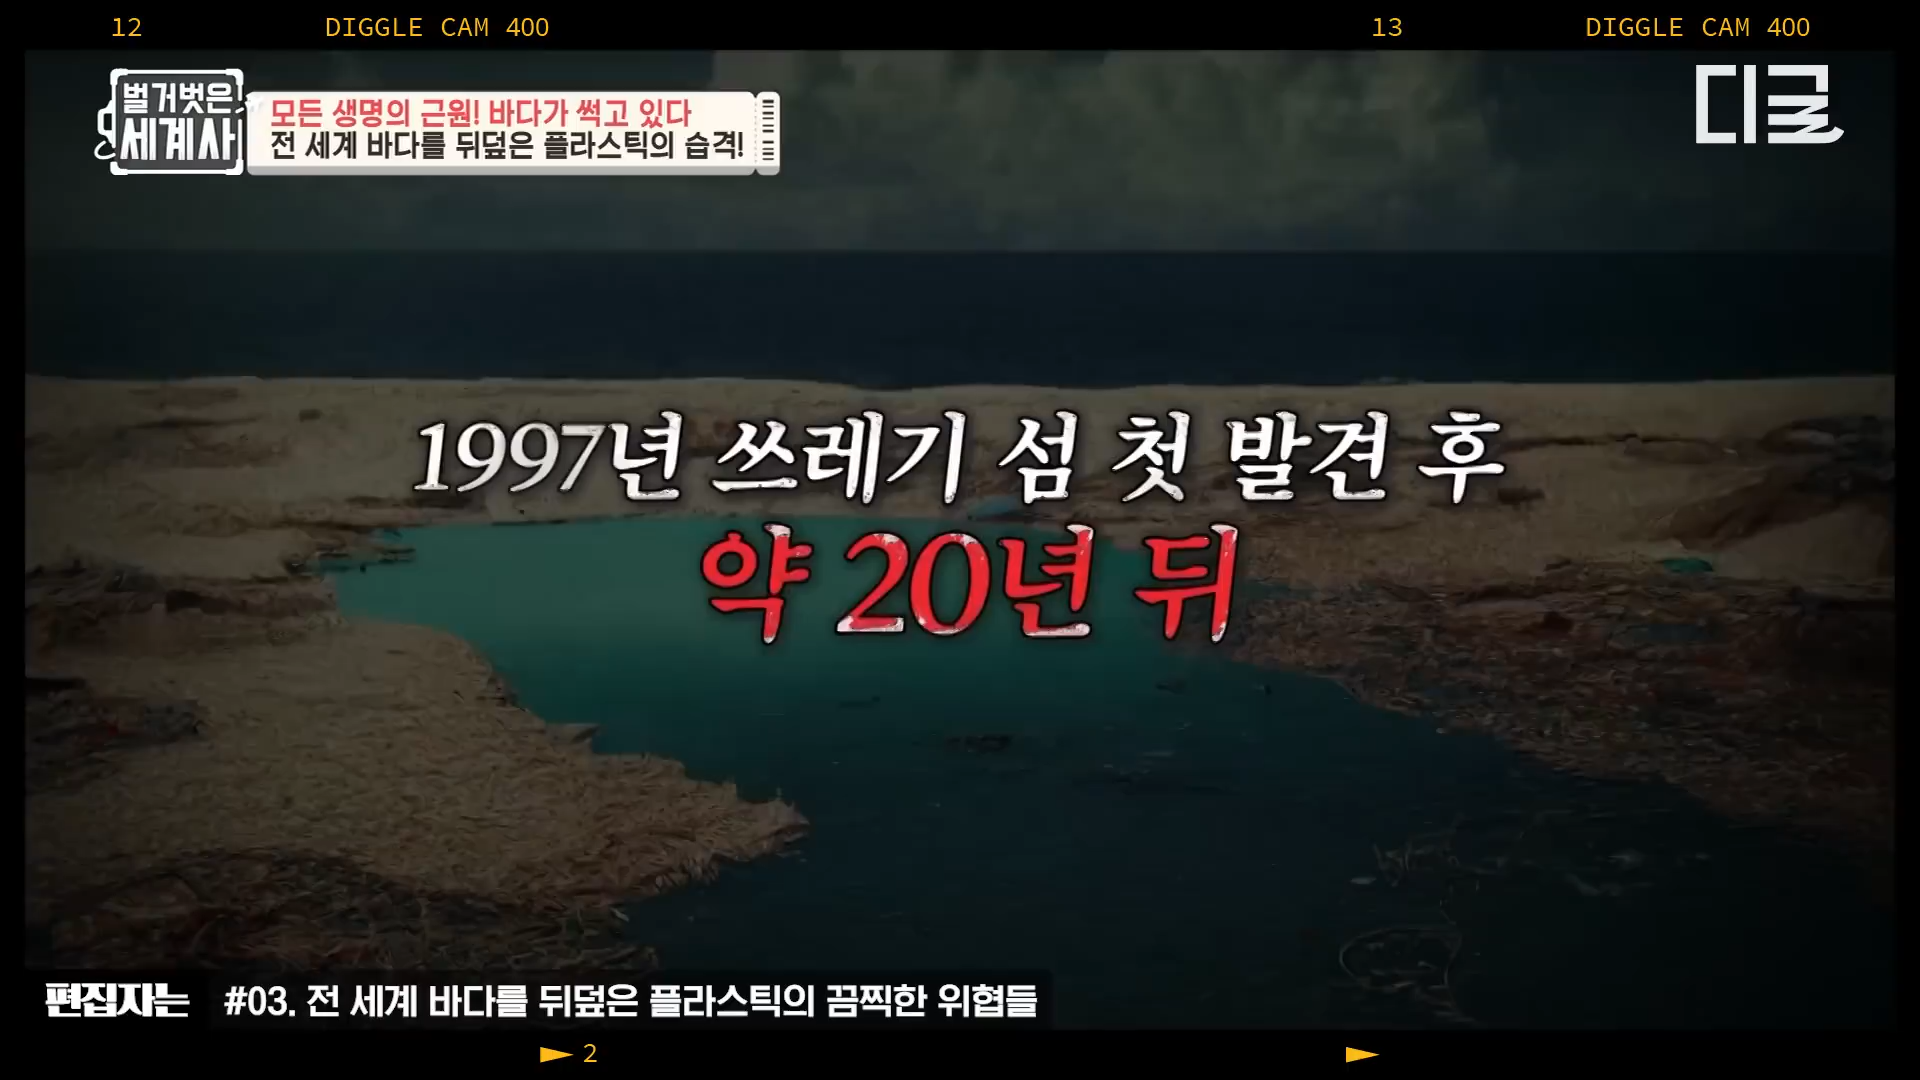 12
DIGGLE CAM 400
13
DIGGLE CAM 400
벌거벗은
세계사
모든 생명의 근원! 바다가 썩고 있다
전 세계 바다를 뒤덮은 플라스틱의 습격!
디글
1997년 쓰레기 섬 첫 발견 후
약 20년 뒤
편집자는
#03. 전 세계 바다를 뒤덮은 플라스틱의 끔찍한 위협들
2